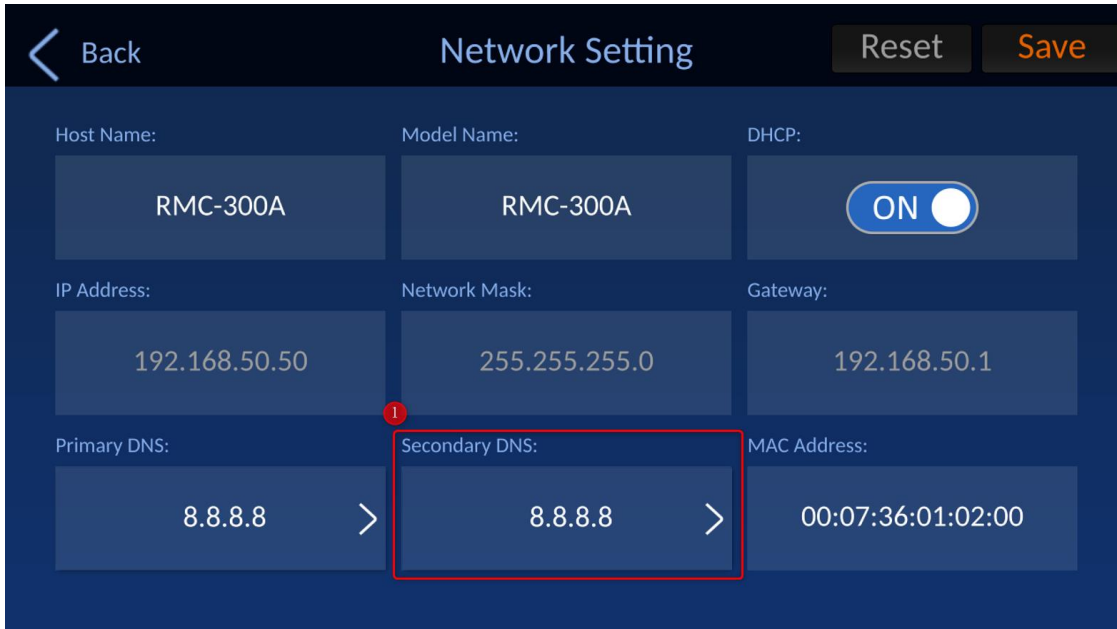 Back
Network Setting
Reset
Save
Host Name:
Model Name:
DHCP:
RMC-300A
RMC-300A
ON
IP Address:
Network Mask:
Gateway:
192.168.50.50
255.255.255.0
192.168.50.1
1
Primary DNS:
Secondary DNS:
MAC Address:
8.8.8.8
8.8.8.8
00:07:36:01:02:00